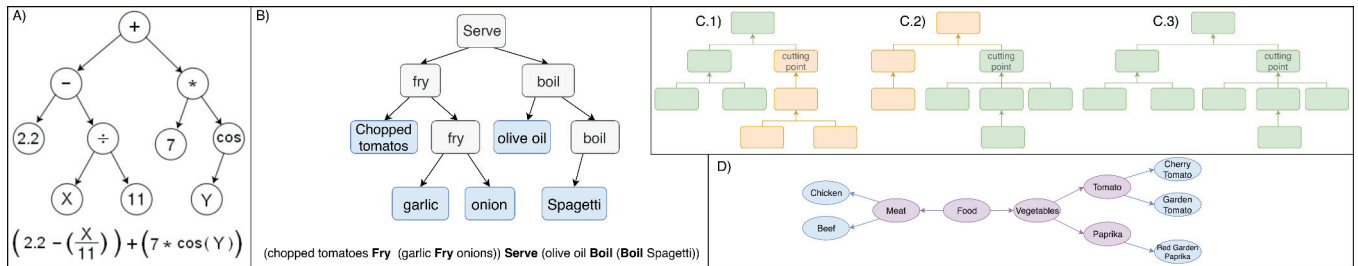 A)
+
−
*
2.2
÷
7
cos
X
11
Y
(2.2 − (X/11)) + (7 * cos(Y))
B)
Serve
fry
boil
Chopped
tomatos
fry
olive oil
boil
garlic
onion
Spagetti
(chopped tomatoes Fry (garlic Fry onions)) Serve (olive oil Boil (Boil Spagetti))
C.1)
cutting
point
C.2)
cutting
point
C.3)
cutting
point
D)
Chicken
Beef
Meat
Food
Vegetables
Tomato
Paprika
Cherry
Tomato
Garden
Tomato
Red Garden
Paprika